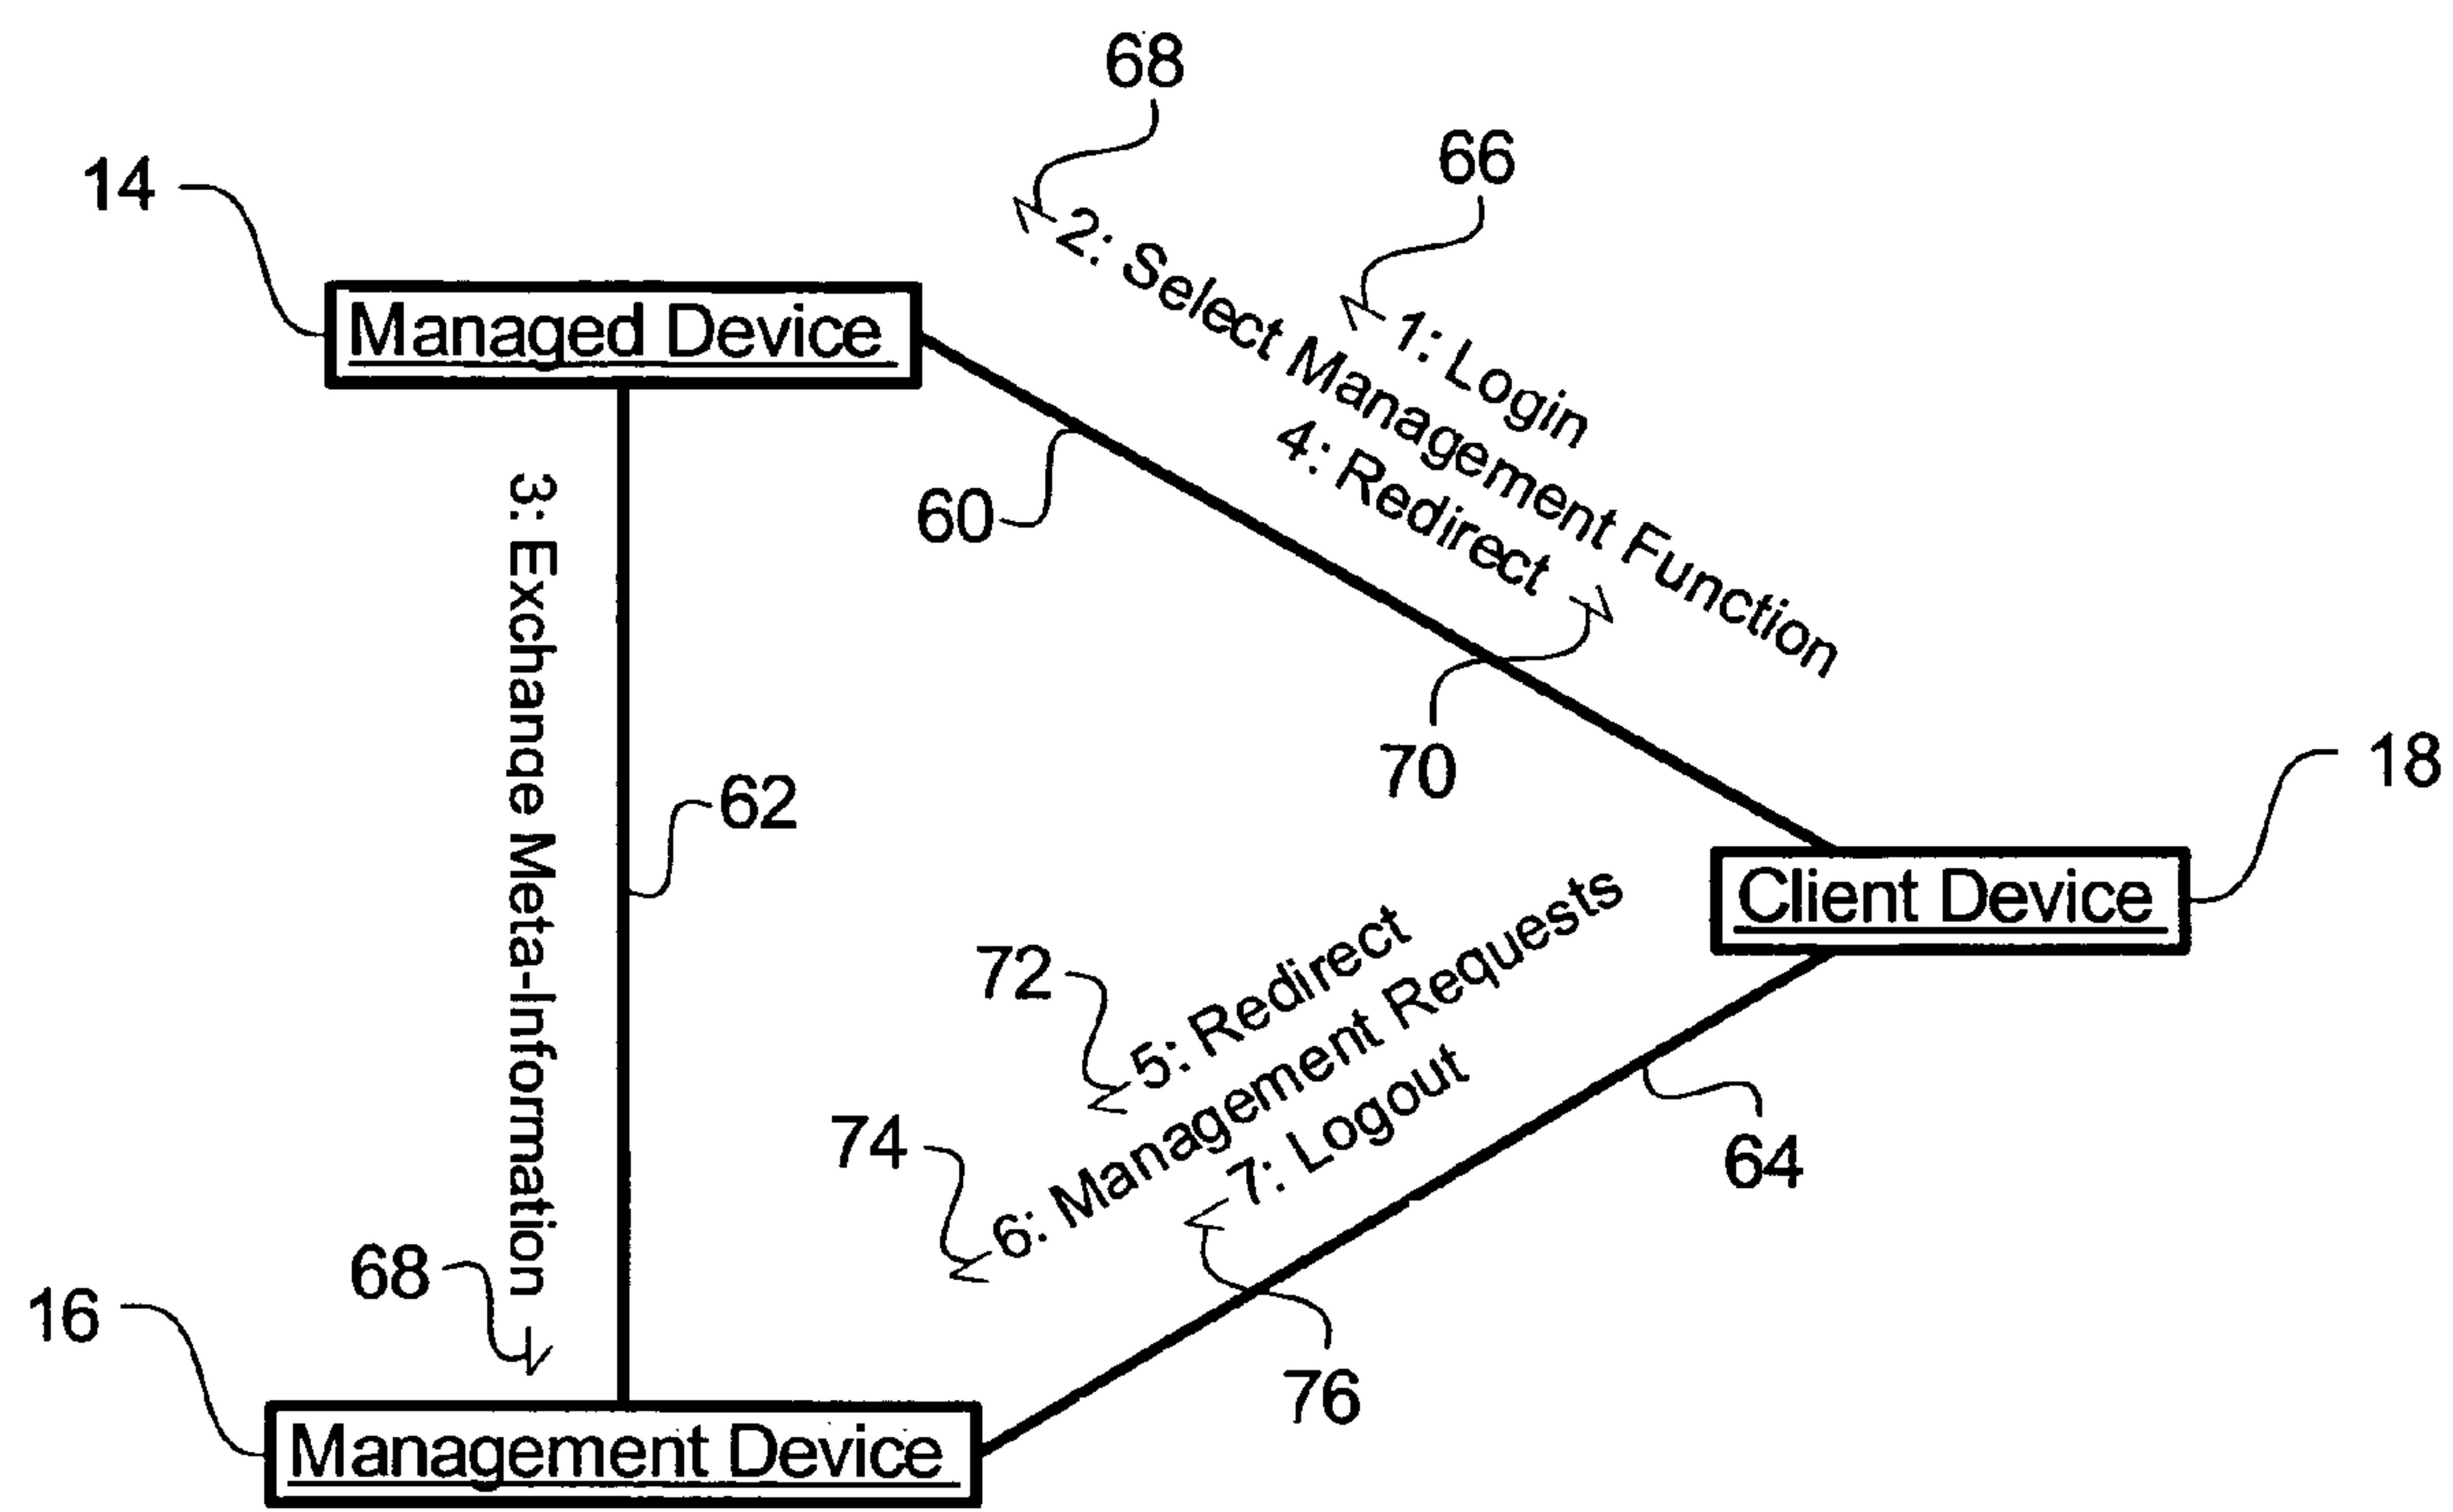 68
66
14
2: Select Management Function
1: Login
4: Redirect
Managed Device
60
3: Exchange Meta-Information
62
70
18
Client Device
72
5: Redirect
6: Management Requests
7: Logout
74
64
68
16
76
Management Device